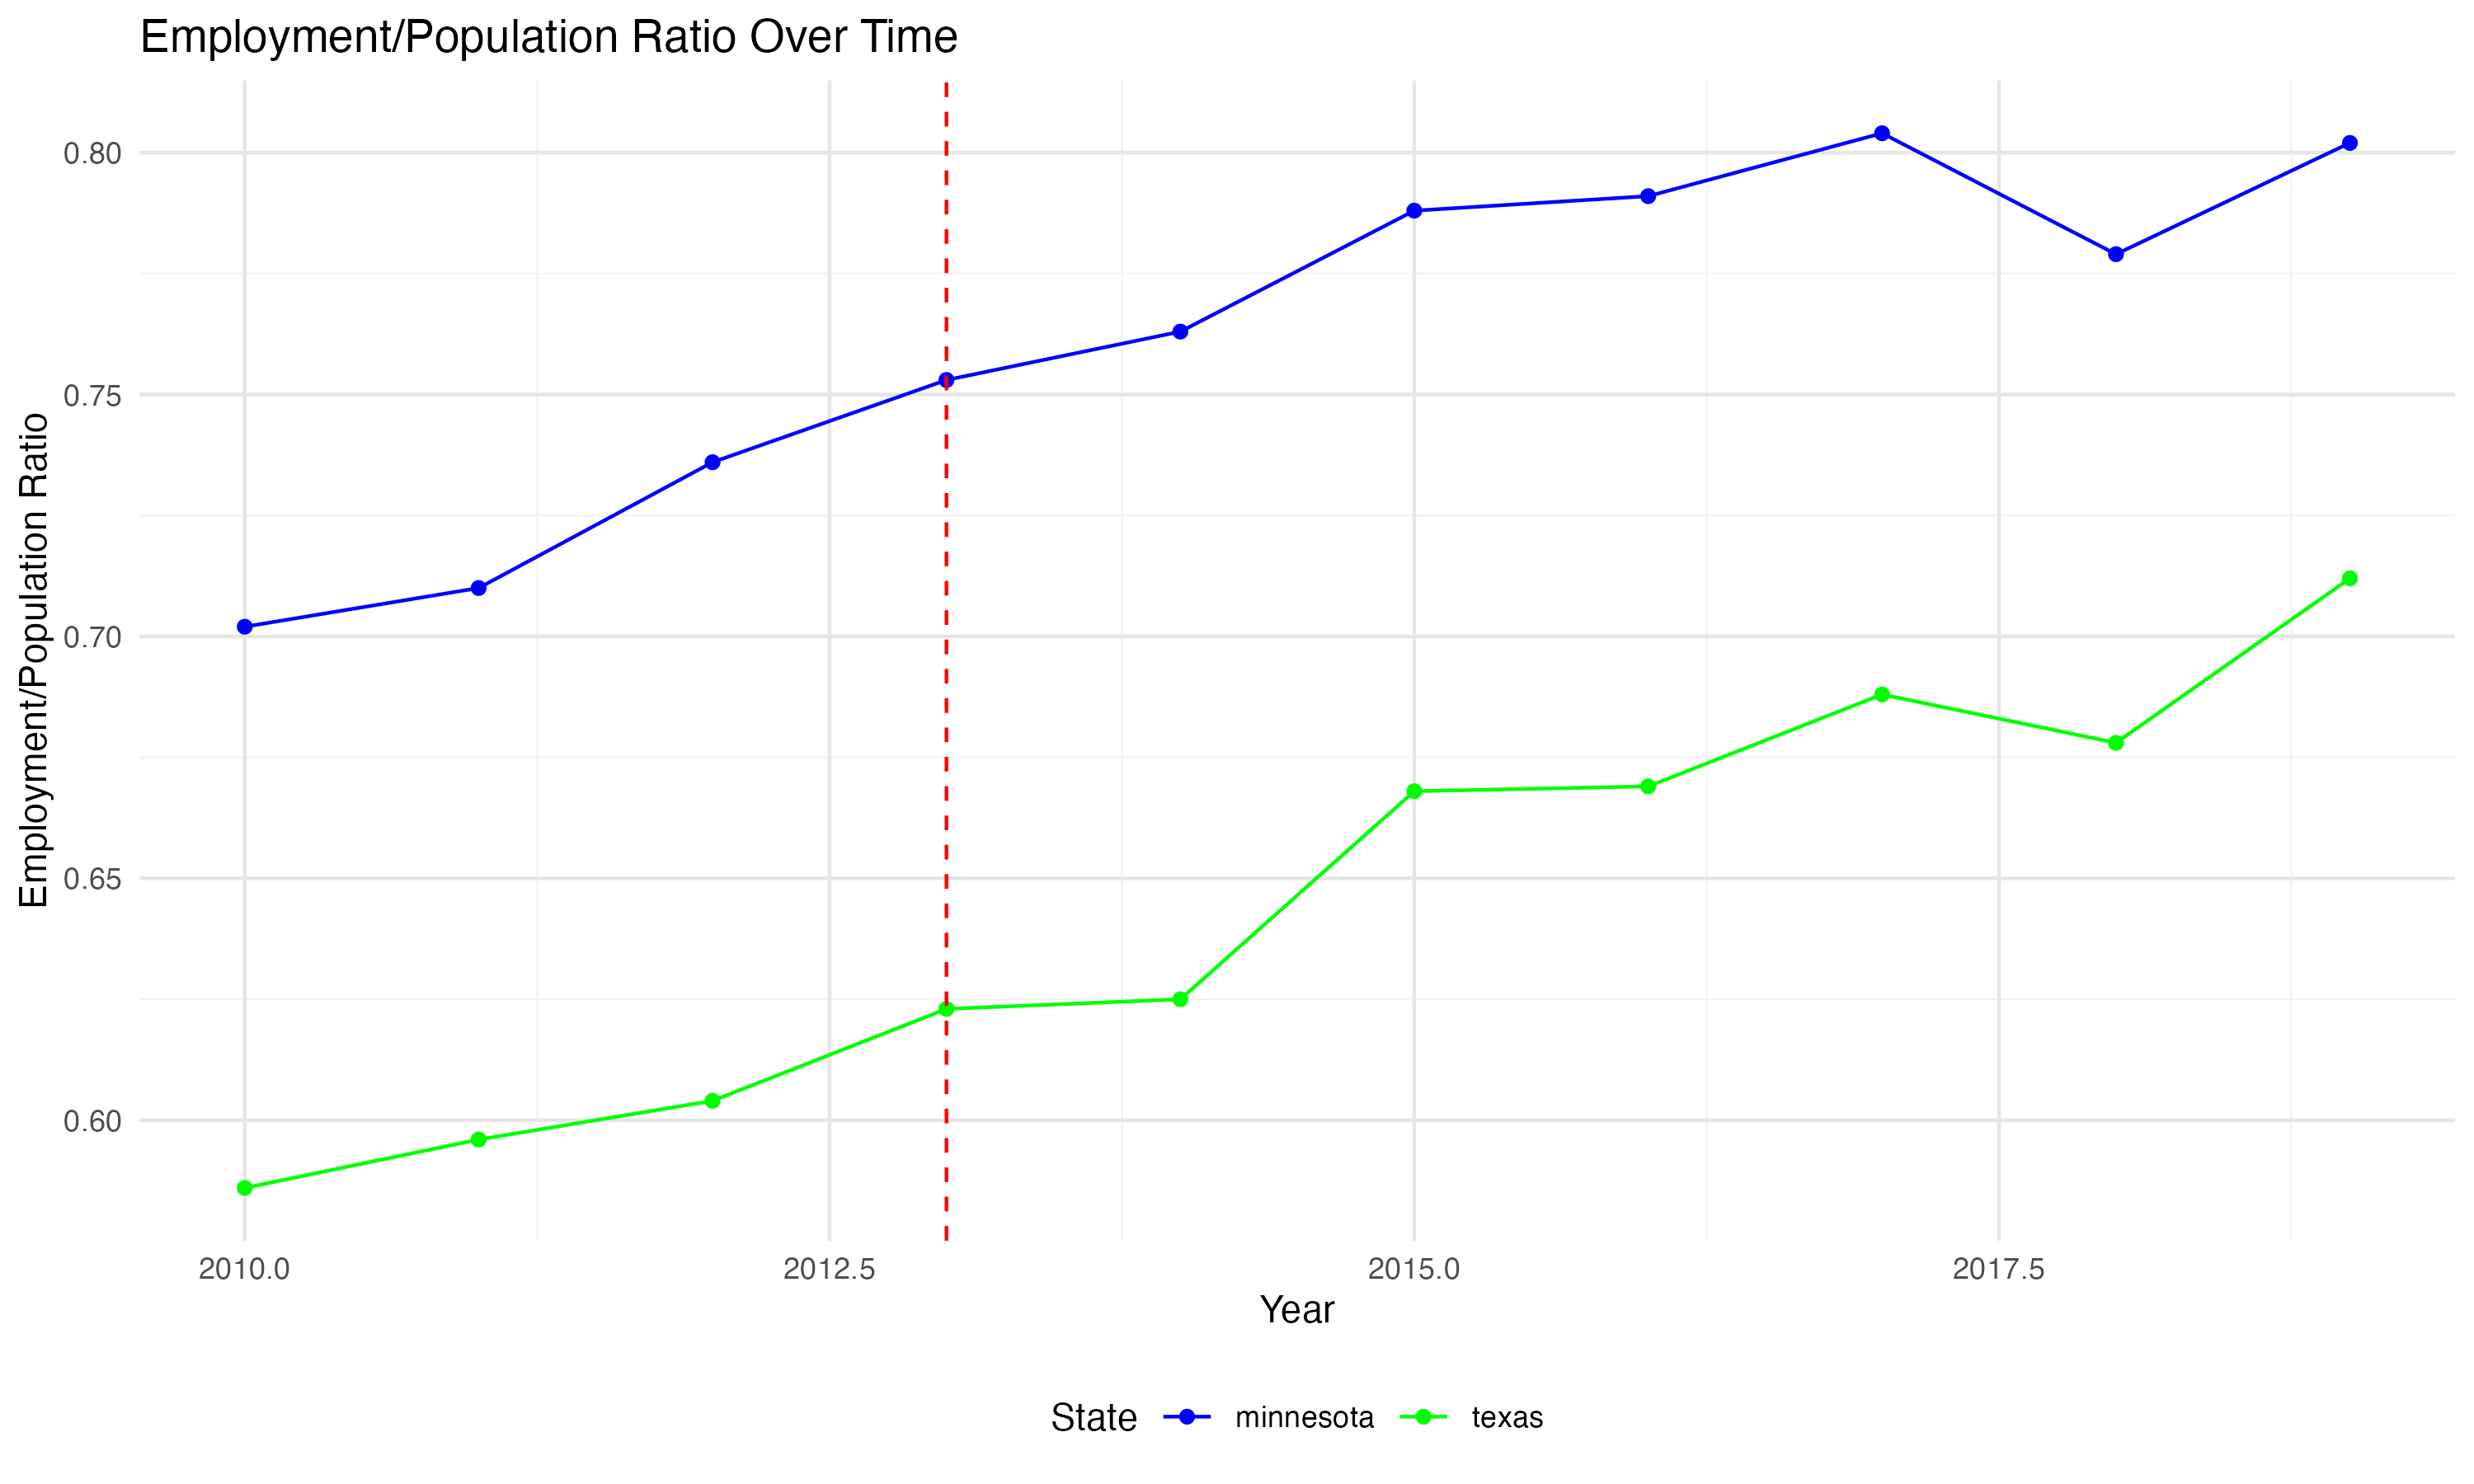 Employment/Population Ratio Over Time
Employment/Population Ratio
0.80
0.75
0.70
0.65
0.60
2010.0 2012.5 2015.0 2017.5
Year
State minnesota texas